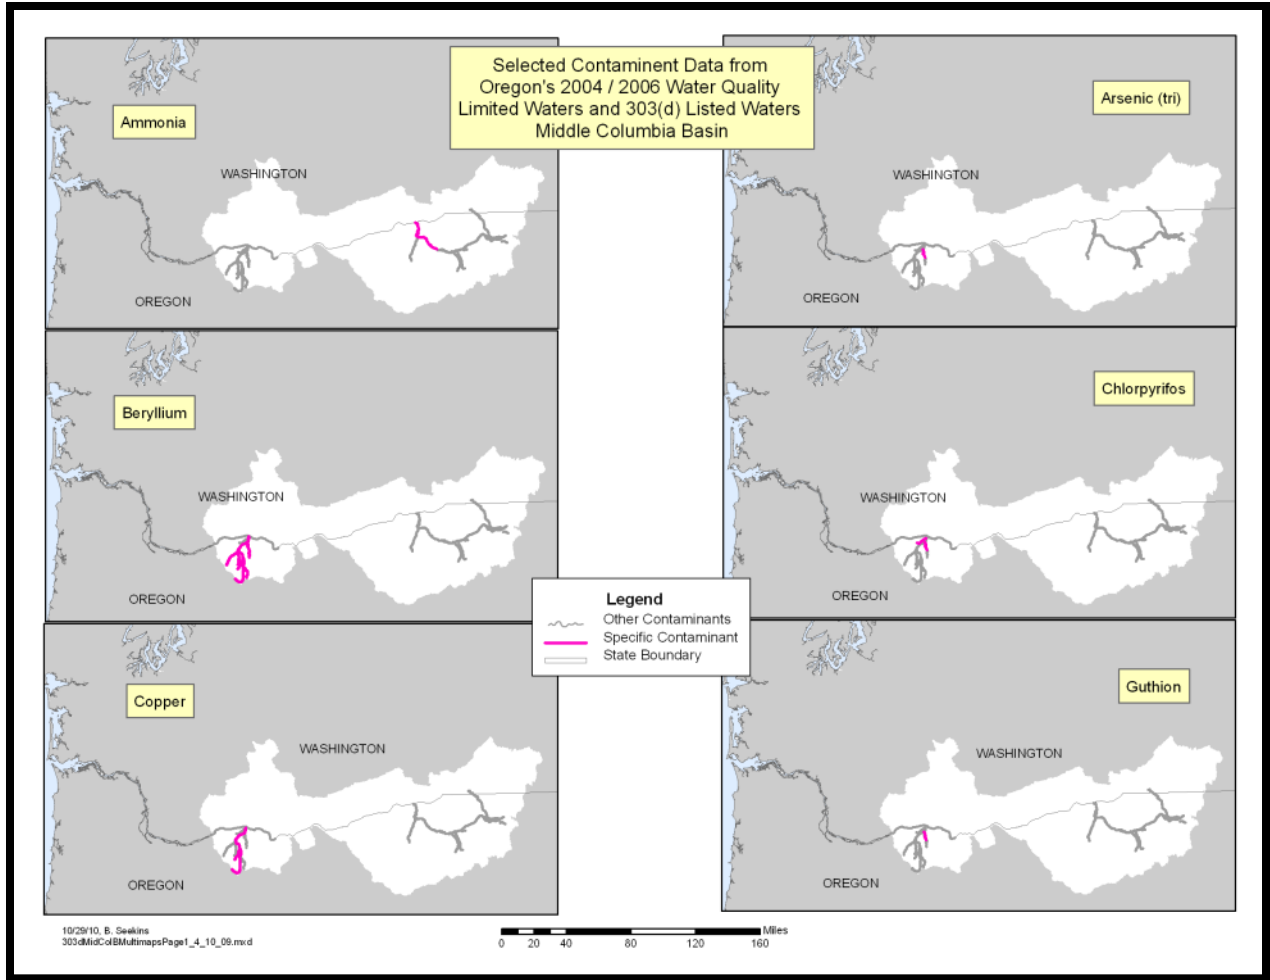 Selected Contaminent Data from
Oregon's 2004 / 2006 Water Quality
Limited Waters and 303(d) Listed Waters
Middle Columbia Basin
Ammonia
WASHINGTON
OREGON
Arsenic (tri)
WASHINGTON
OREGON
Beryllium
WASHINGTON
OREGON
Chlorpyrifos
WASHINGTON
OREGON
Legend
Other Contaminants
Specific Contaminant
State Boundary
Copper
WASHINGTON
OREGON
Guthion
WASHINGTON
OREGON
10/29/10, B. Seekins
303dMidColBMultimapsPage1_4_10_09.mxd
Miles
0 20 40 80 120 160